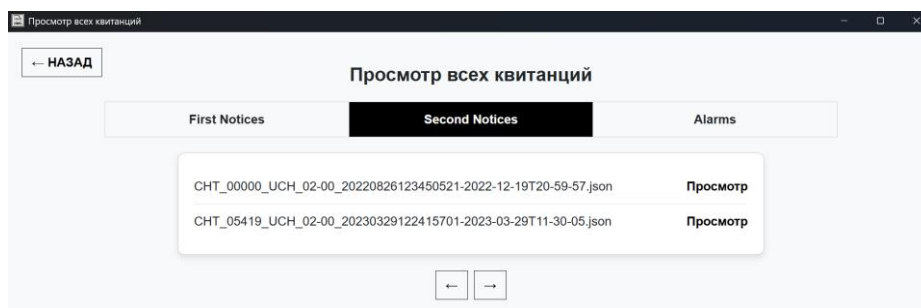 Просмотр всех квитанций
← НАЗАД
Просмотр всех квитанций
First Notices Second Notices Alarms
CHT_00000_UCH_02-00_20220826123450521-2022-12-19T20-59-57.json Просмотр
CHT_05419_UCH_02-00_20230329122415701-2023-03-29T11-30-05.json Просмотр
← →